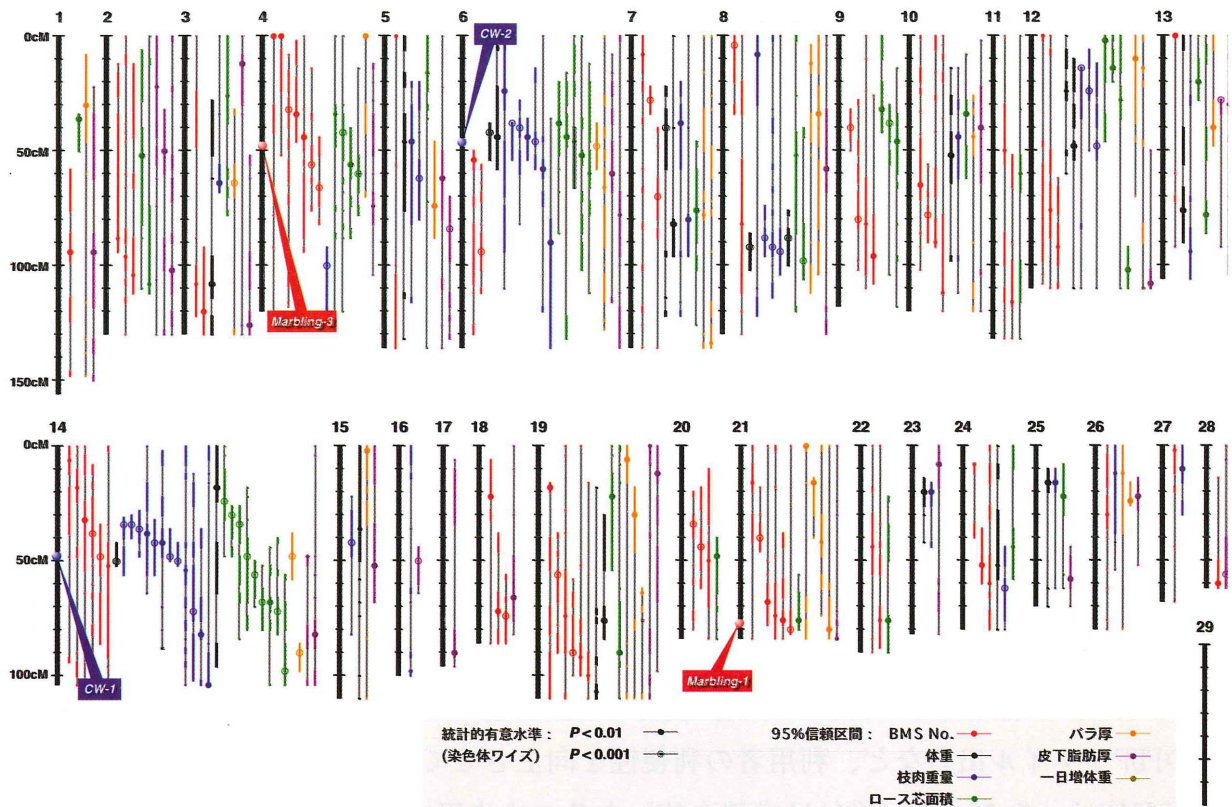 1 2 3 4 5 6 7 8 9 10 11 12 13
0cM
CW-2
50cM
100cM
Marbling-3
150cM
14 15 16 17 18 19 20 21 22 23 24 25 26 27 28
0cM
50cM
29
100cM
CW-1
Marbling-1
統計的有意水準： P < 0.01 95%信頼区間： BMS No. バラ厚
(染色体ワイズ) P < 0.001 体重 皮下脂肪厚
枝肉重量 一日増体重
ロース芯面積